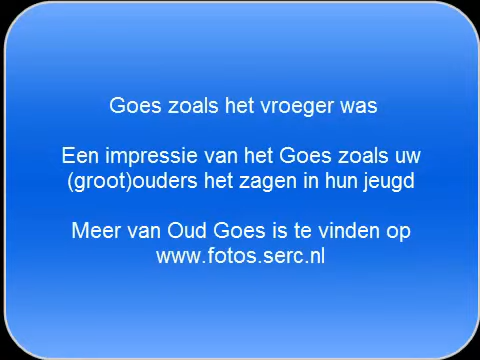 Goes zoals het vroeger was
Een impressie van het Goes zoals uw
(groot)ouders het zagen in hun jeugd
Meer van Oud Goes is te vinden op
www.fotos.serc.nl